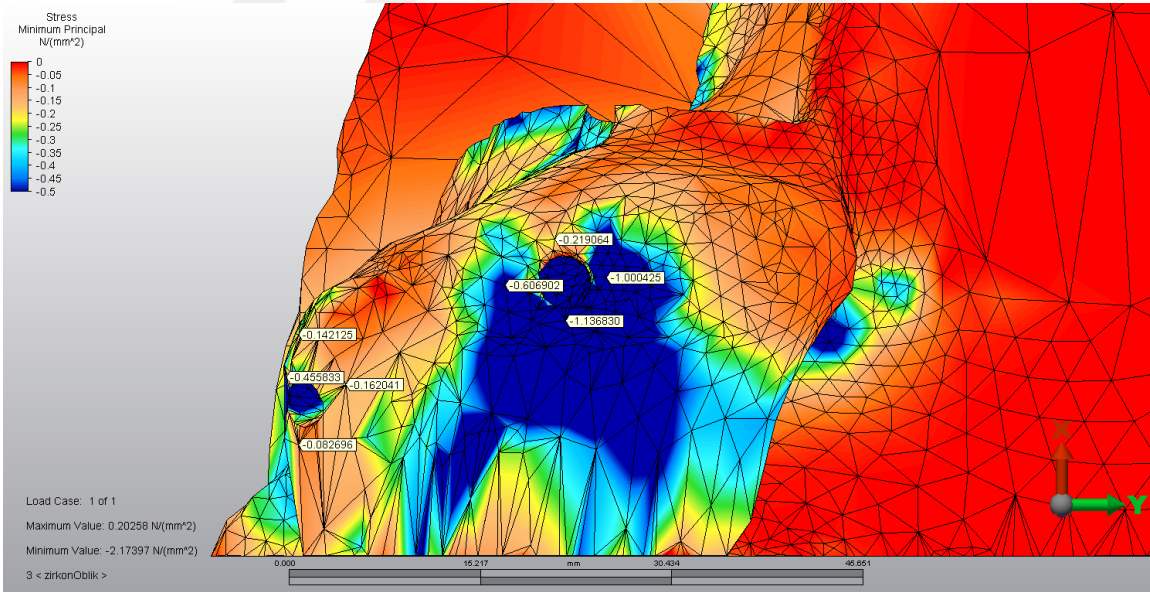 Stress
Minimum Principal
N/(mm^2)
0
-0.05
-0.1
-0.15
-0.2
-0.25
-0.3
-0.35
-0.4
-0.45
-0.5
-0.219064
-1.000425
-0.606902
-1.136830
-0.142125
-0.455833
-0.162041
-0.082696
X
Y
Load Case: 1 of 1
Maximum Value: 0.20258 N/(mm^2)
Minimum Value: -2.17397 N/(mm^2)
3 < zirkonOblik >
0.000 15.217 mm 30.434 45.651